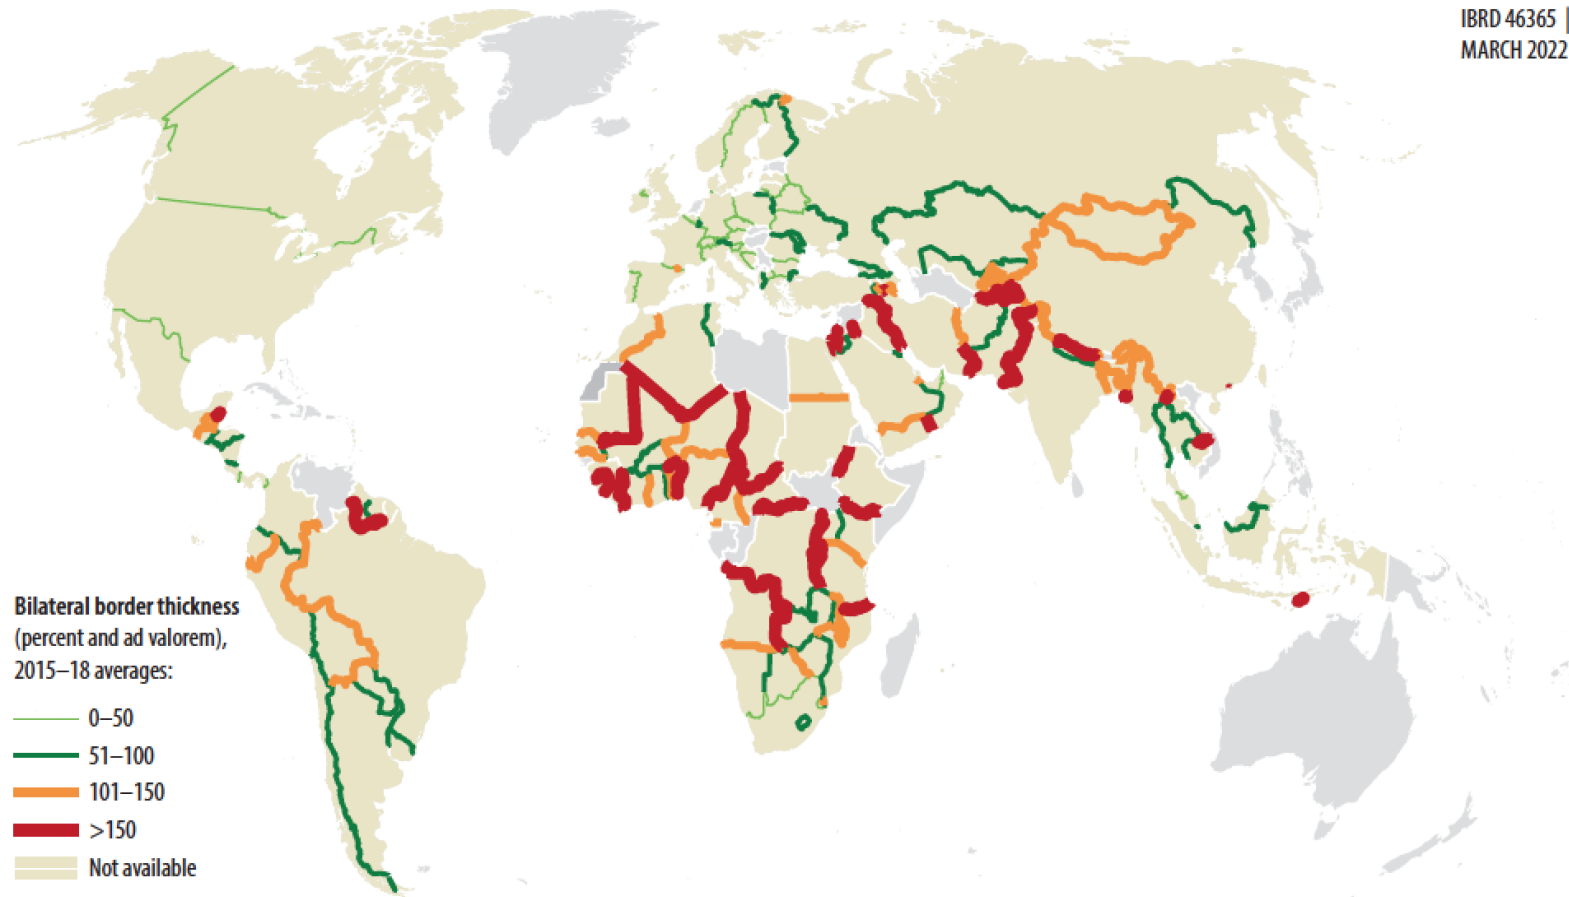 IBRD 46365 |
MARCH 2022
Bilateral border thickness
(percent and ad valorem),
2015–18 averages:
0–50
51–100
101–150
>150
Not available